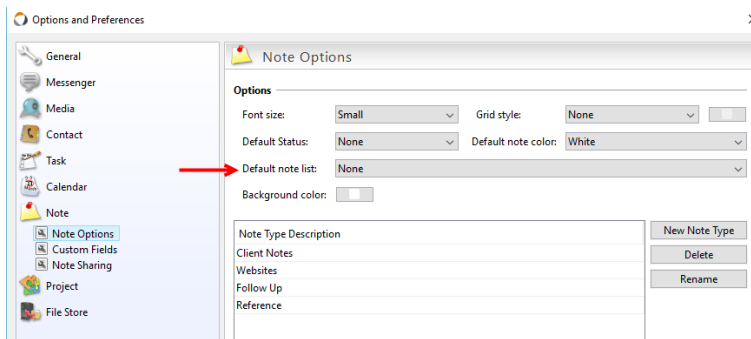 Options and Preferences
General
Messenger
Media
Contact
Task
Calendar
Note
Note Options
Custom Fields
Note Sharing
Project
File Store
Note Options
Options
Font size: Small Grid style: None
Default Status: None Default note color: White
Default note list: None
Background color:
Note Type Description
Client Notes
Websites
Follow Up
Reference
New Note Type
Delete
Rename